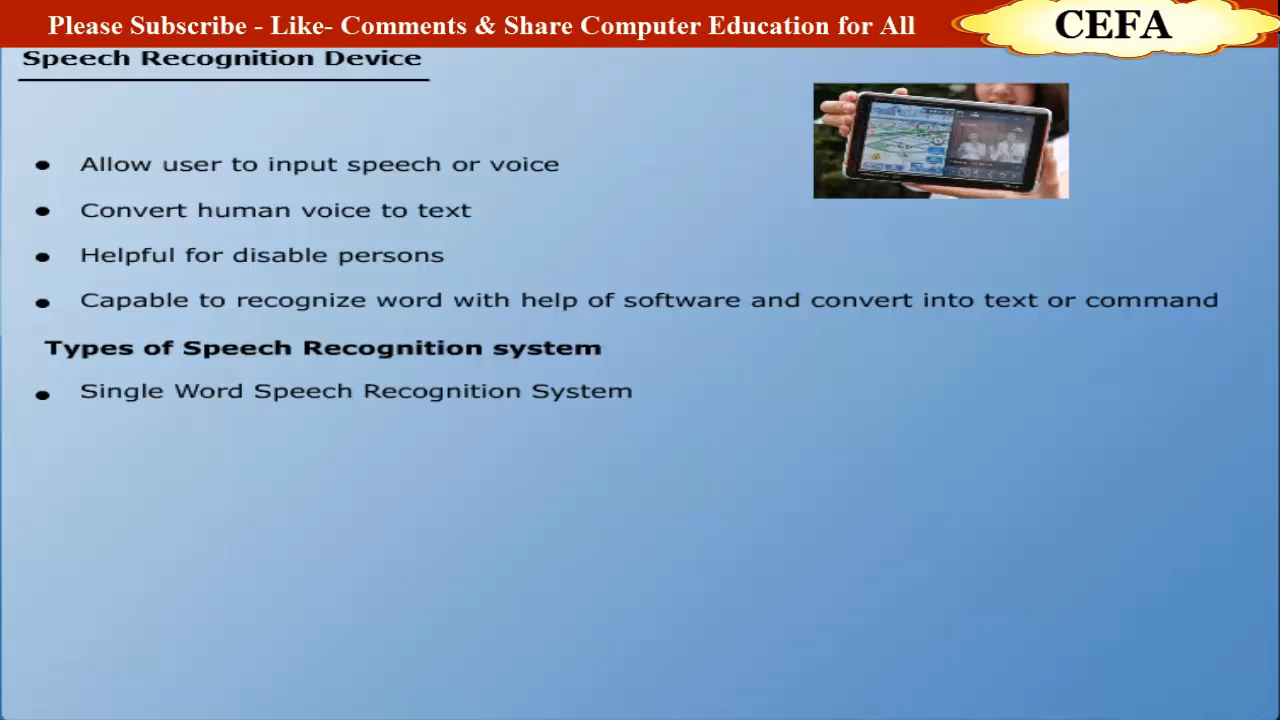 Please Subscribe - Like- Comments & Share Computer Education for All
CEFA
Speech Recognition Device
• Allow user to input speech or voice
• Convert human voice to text
• Helpful for disable persons
• Capable to recognize word with help of software and convert into text or command
Types of Speech Recognition system
• Single Word Speech Recognition System